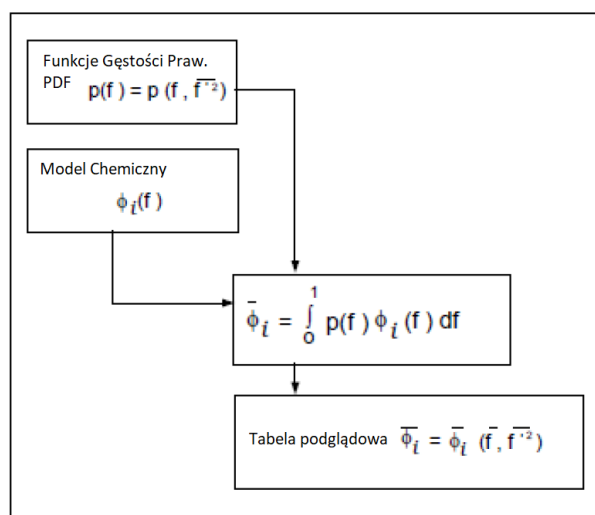 Funkcje Gęstości Praw.
PDF p(f) = p (f , f'²‾)
Model Chemiczny
ϕᵢ(f)
ϕ̄ᵢ = ∫₀¹ p(f) ϕᵢ (f) df
Tabela podglądowa ϕ̄ᵢ = ϕ̄ᵢ (f̄, f'²‾)